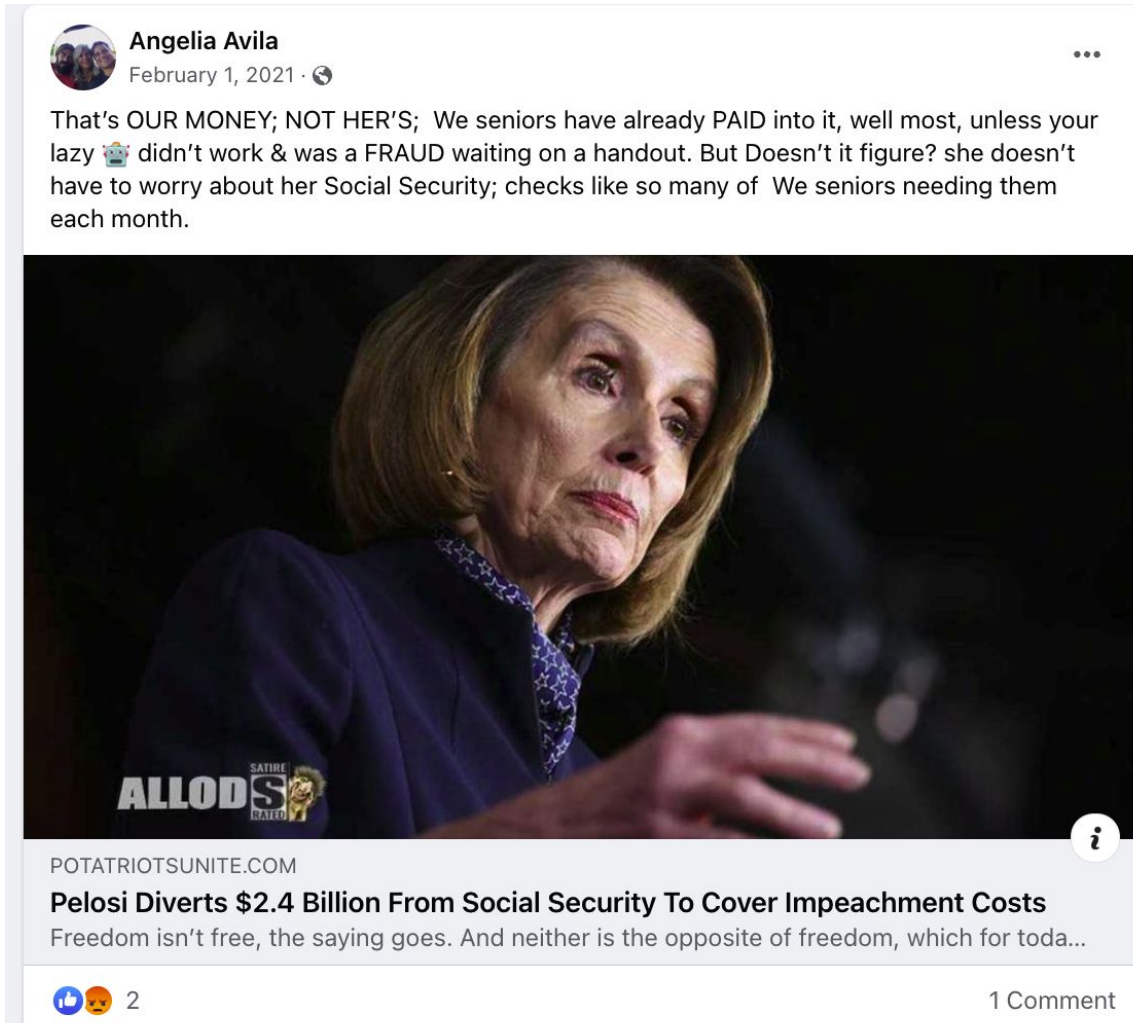 Angelia Avila
February 1, 2021 ·
That's OUR MONEY; NOT HER'S; We seniors have already PAID into it, well most, unless your
lazy 🤖 didn't work & was a FRAUD waiting on a handout. But Doesn't it figure? she doesn't
have to worry about her Social Security; checks like so many of We seniors needing them
each month.
ALLOD
SATIRE
S
RATED
POTATRIOTSUNITE.COM
Pelosi Diverts $2.4 Billion From Social Security To Cover Impeachment Costs
Freedom isn't free, the saying goes. And neither is the opposite of freedom, which for toda...
2
1 Comment